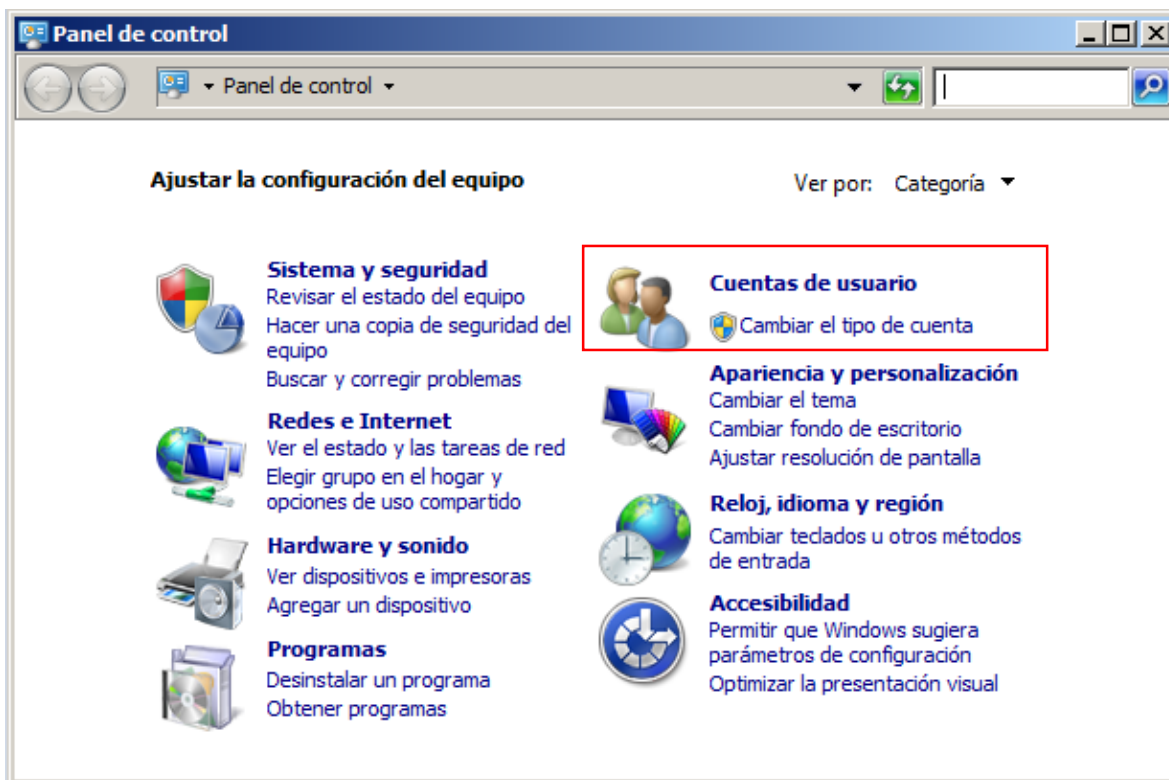 Panel de control
Panel de control
Ajustar la configuración del equipo
Ver por: Categoría
Sistema y seguridad
Revisar el estado del equipo
Hacer una copia de seguridad del
equipo
Buscar y corregir problemas
Redes e Internet
Ver el estado y las tareas de red
Elegir grupo en el hogar y
opciones de uso compartido
Hardware y sonido
Ver dispositivos e impresoras
Agregar un dispositivo
Programas
Desinstalar un programa
Obtener programas
Cuentas de usuario
Cambiar el tipo de cuenta
Apariencia y personalización
Cambiar el tema
Cambiar fondo de escritorio
Ajustar resolución de pantalla
Reloj, idioma y región
Cambiar teclados u otros métodos
de entrada
Accesibilidad
Permitir que Windows sugiera
parámetros de configuración
Optimizar la presentación visual